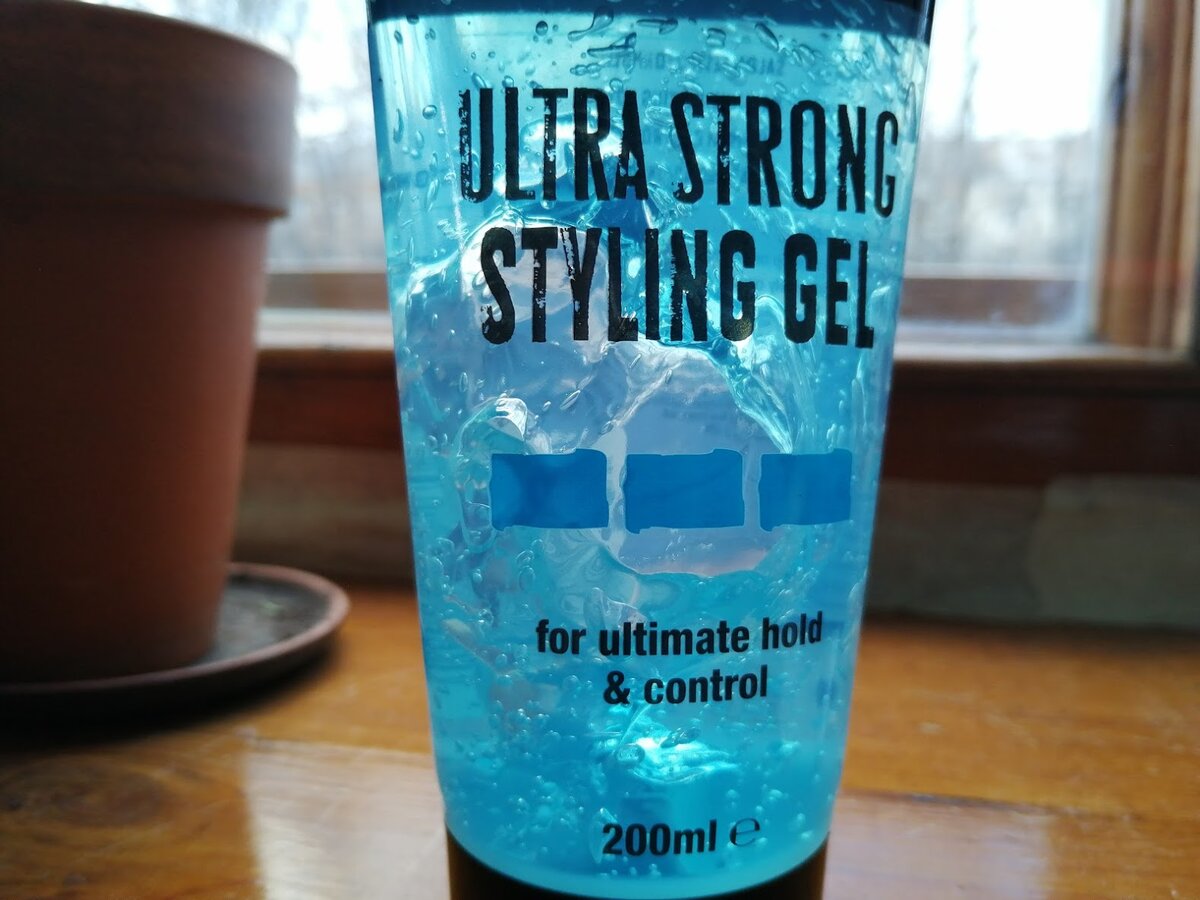 ULTRA STRONG
STYLING GEL
for ultimate hold
& control
200ml ℮